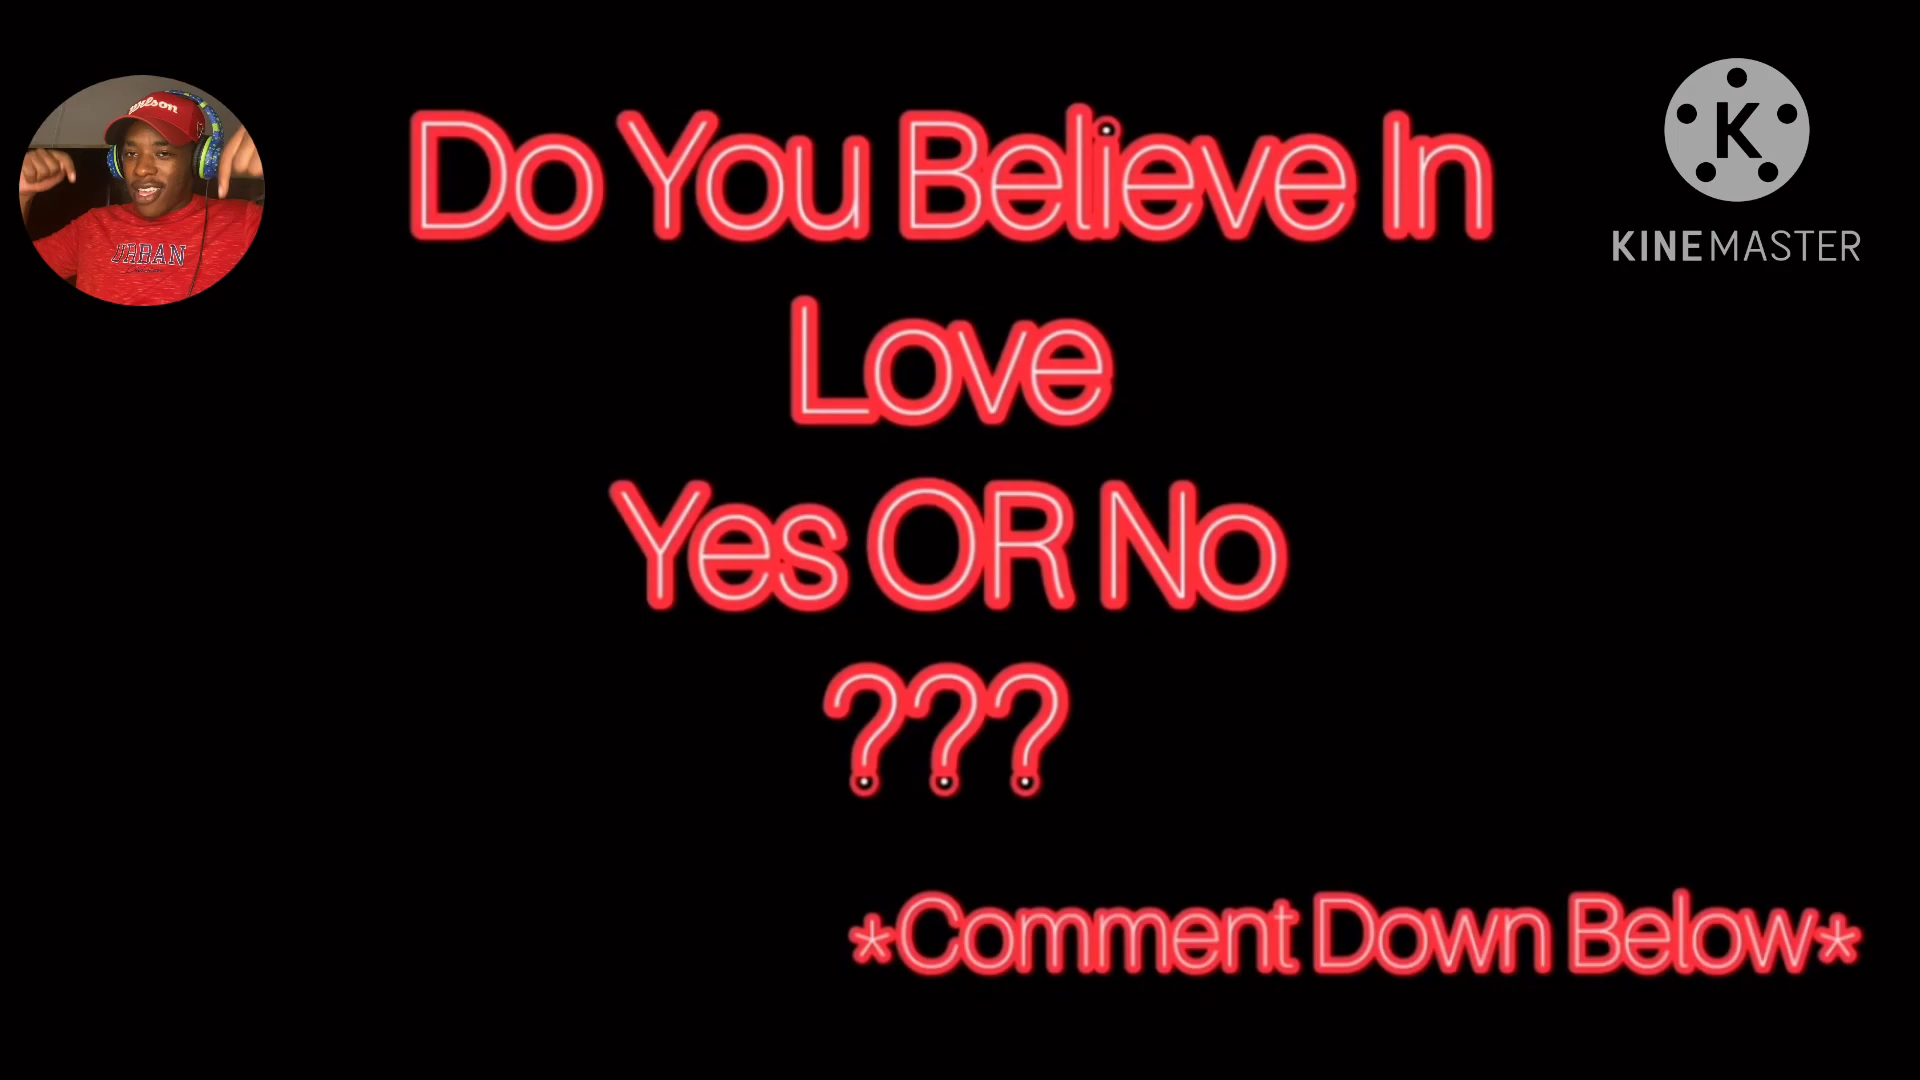 Wilson
URBAN
Do You Believe In
Love
Yes OR No
???
*Comment Down Below*
K
KINEMASTER